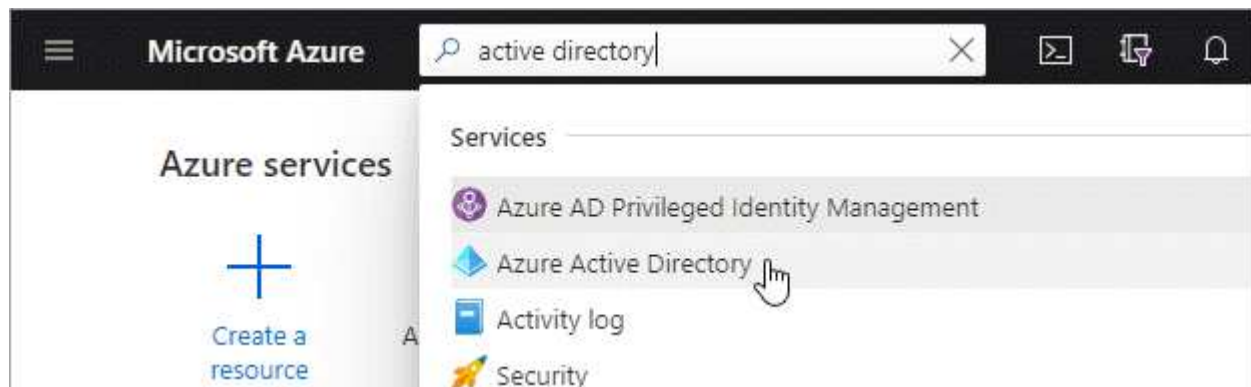 Microsoft Azure
active directory
Azure services
Services
Azure AD Privileged Identity Management
Azure Active Directory
Activity log
Security
Create a
resource
A